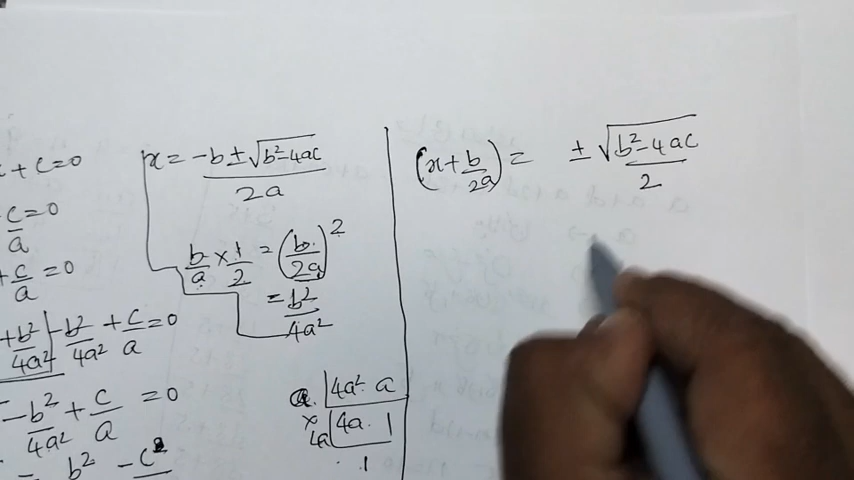 x + c = 0
c/a = 0
+ c/a = 0
+ b²/4a² - b²/4a² + c/a = 0
- b²/4a² + c/a = 0
= b² - c
x = -b ± √(b² - 4ac) / 2a
b/a × 1/2 = (b/2a)²
= b²/4a²
a. | 4a² - a
× 4a | 4a . 1
. 1
(x + b/2a) = ± √(b² - 4ac) / 2